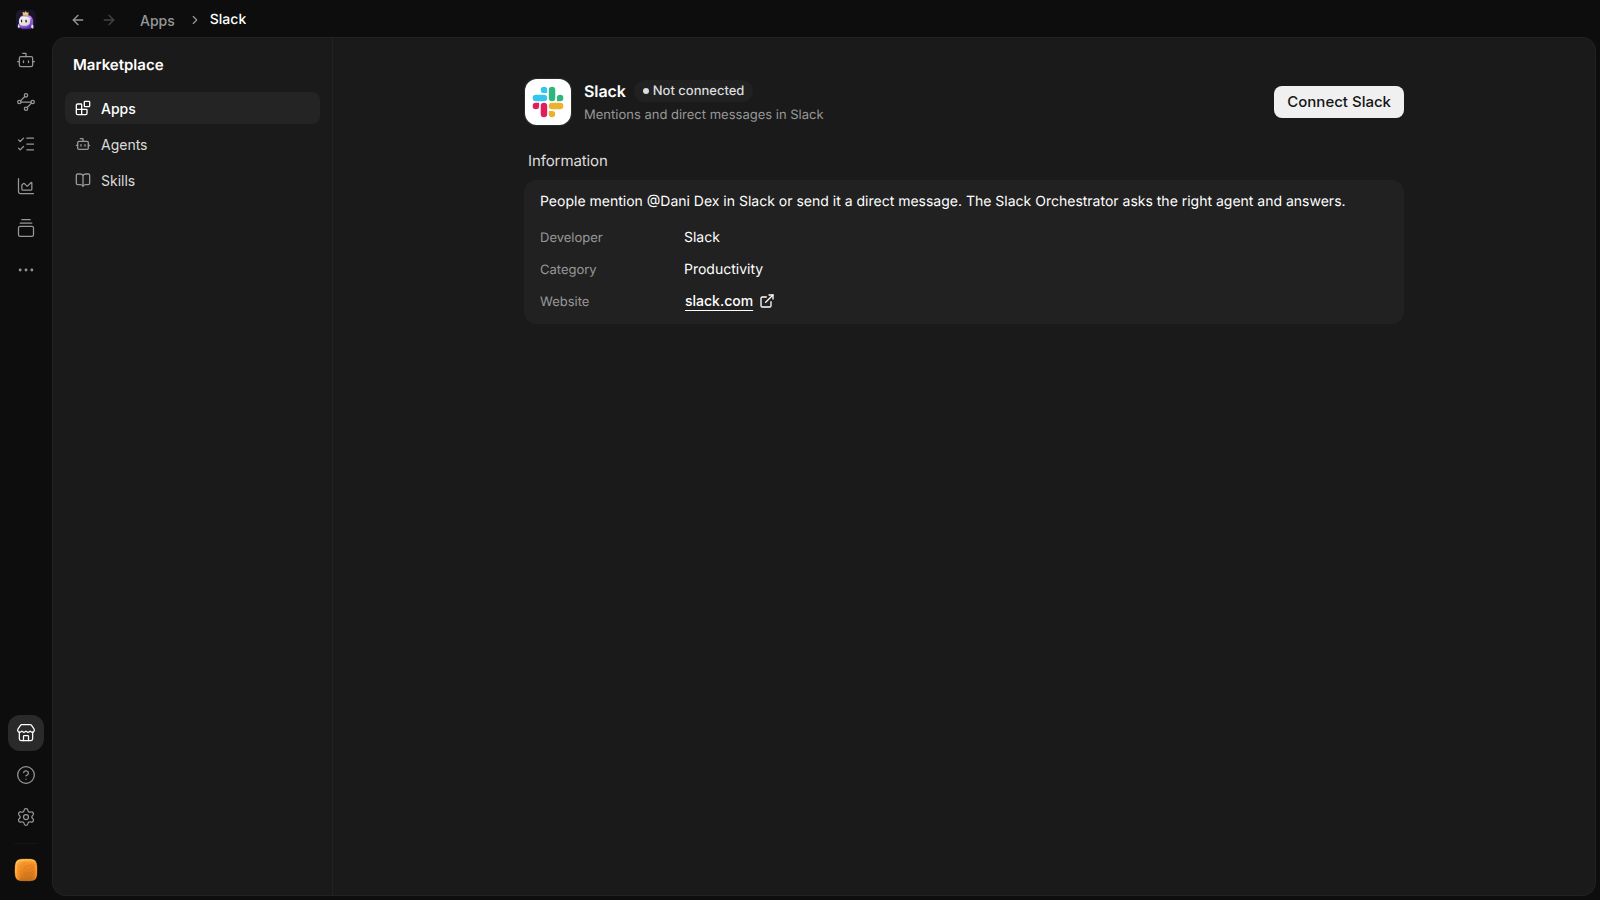 Apps > Slack
Marketplace
Apps
Agents
Skills
Slack
Not connected
Mentions and direct messages in Slack
Connect Slack
Information
People mention @Dani Dex in Slack or send it a direct message. The Slack Orchestrator asks the right agent and answers.
Developer Slack
Category Productivity
Website slack.com